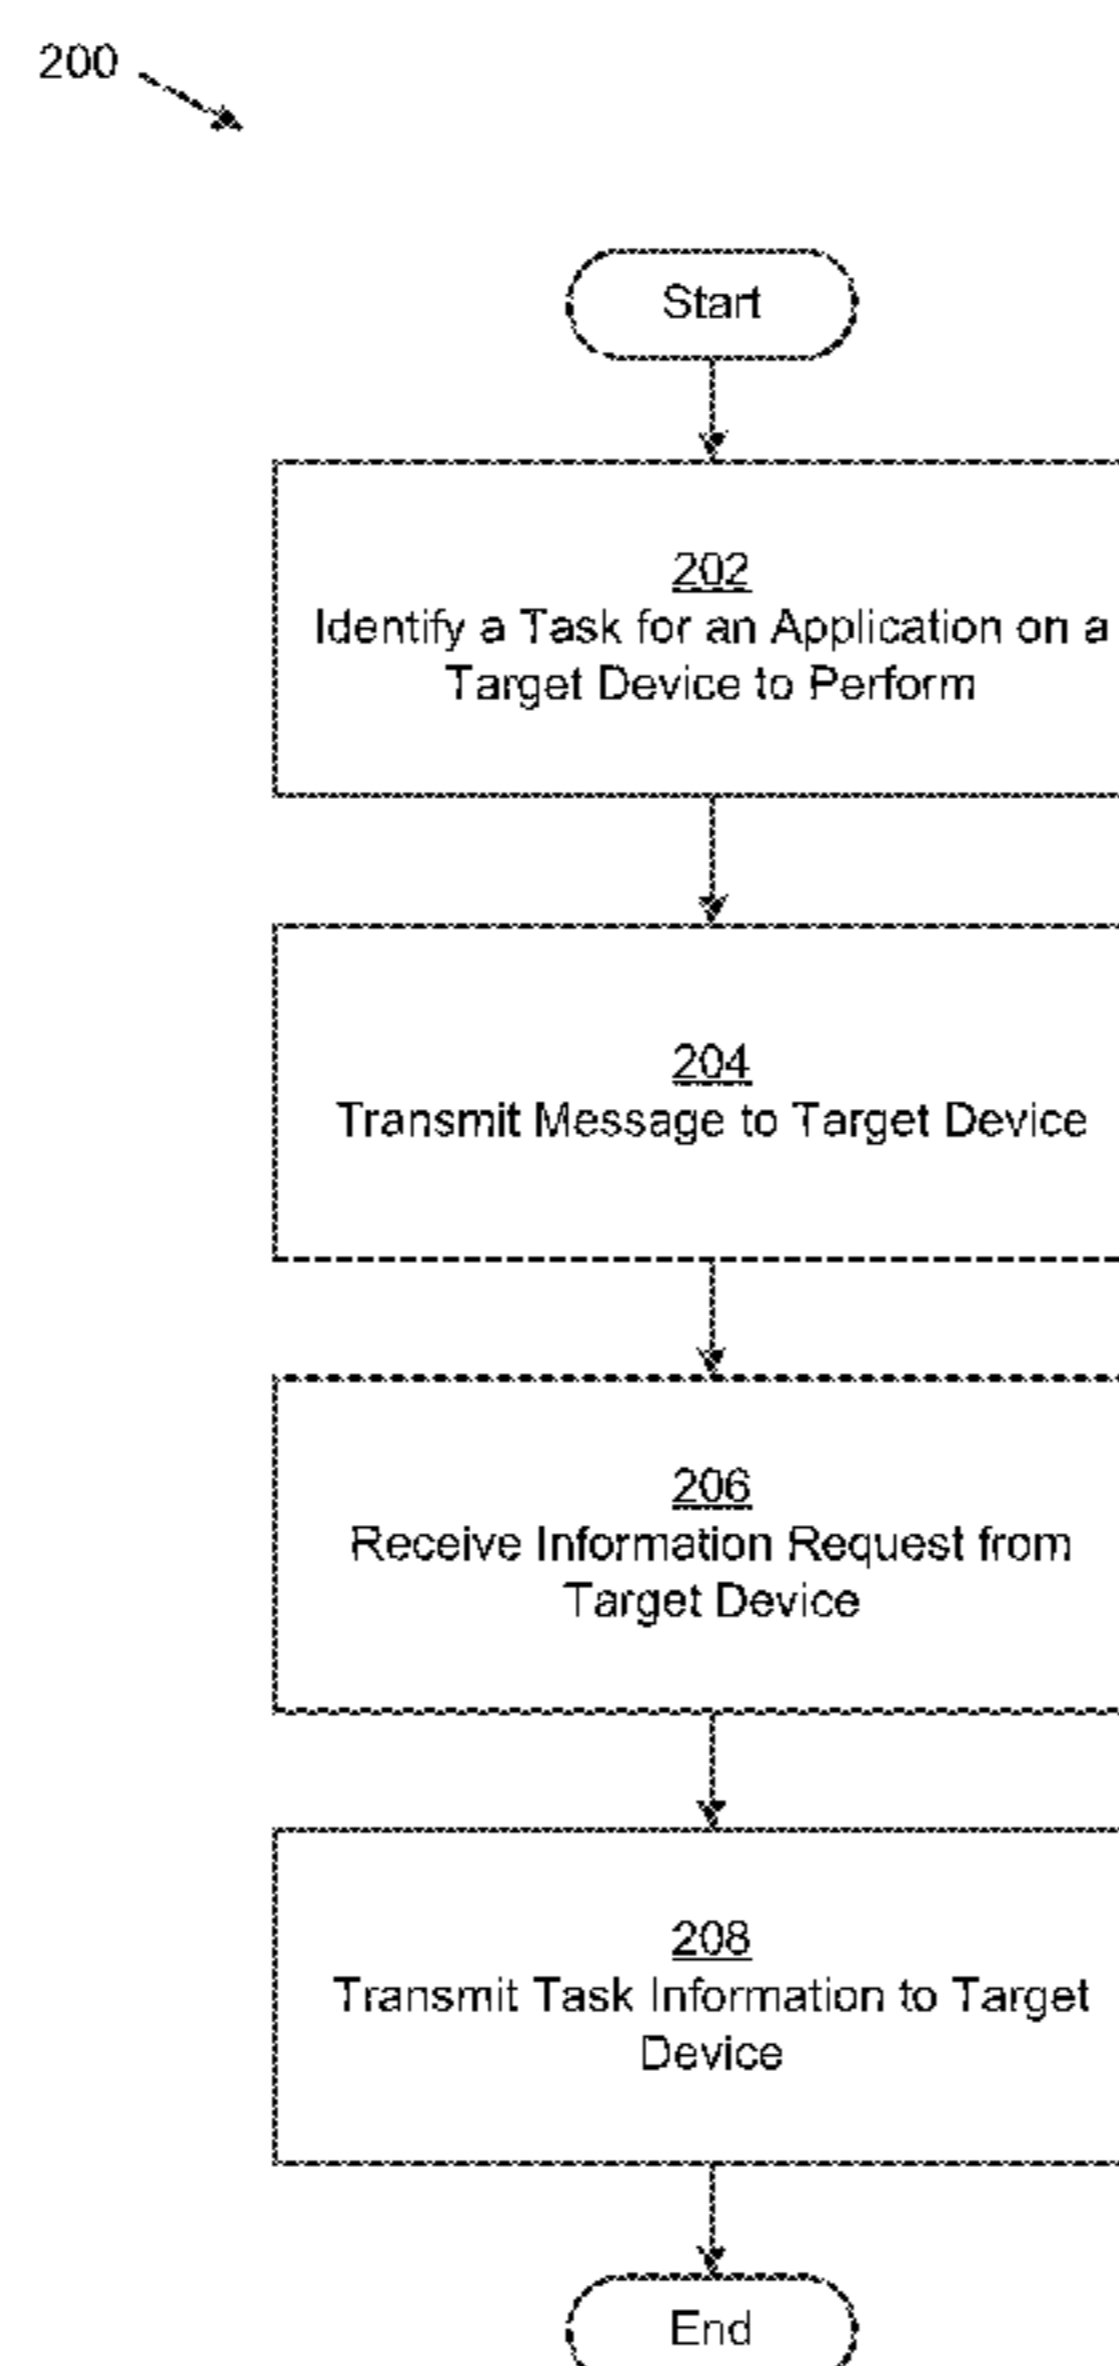 200
Start
202
Identify a Task for an Application on a
Target Device to Perform
204
Transmit Message to Target Device
206
Receive Information Request from
Target Device
208
Transmit Task Information to Target
Device
End